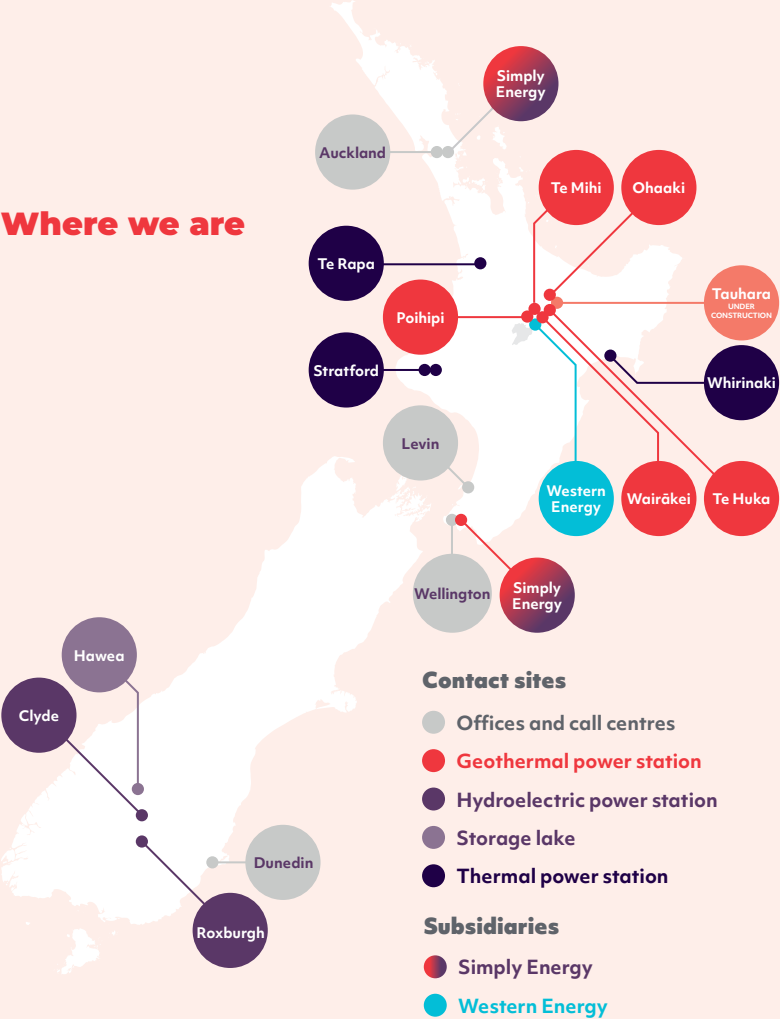 Simply
Energy
Auckland
Te Mihi
Ohaaki
Where we are
Te Rapa
Tauhara
UNDER
CONSTRUCTION
Poihipi
Stratford
Whirinaki
Levin
Western
Energy
Wairākei
Te Huka
Wellington
Simply
Energy
Hawea
Clyde
Dunedin
Roxburgh
Contact sites
Offices and call centres
Geothermal power station
Hydroelectric power station
Storage lake
Thermal power station
Subsidiaries
Simply Energy
Western Energy